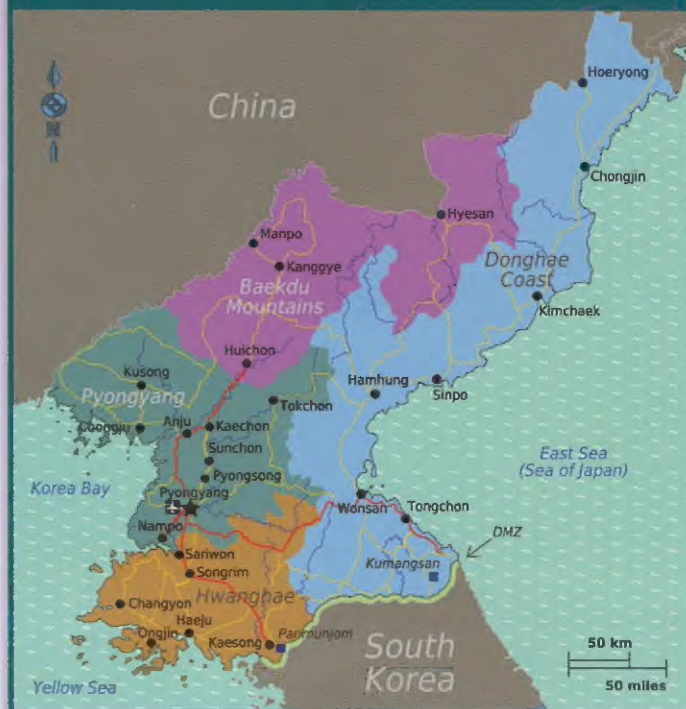 China
N
Hoeryong
Chongjin
Hyesan
Manpo
Kanggye
Baekdu
Mountains
Donghae
Coast
Kimchaek
Huichon
Kusong
Pyongyang
Tokchon
Hamhung
Sinpo
Anju
Kaechon
Sunchon
Pyongsong
East Sea
(Sea of Japan)
Korea Bay
Pyongyang
Wonsan
Tongchon
Nampo
DMZ
Sariwon
Kumangsan
Songrim
Hwanghae
Changyon
Haeju
Ongjin
Kaesong
Panmunjom
South
Korea
50 km
50 miles
Yellow Sea